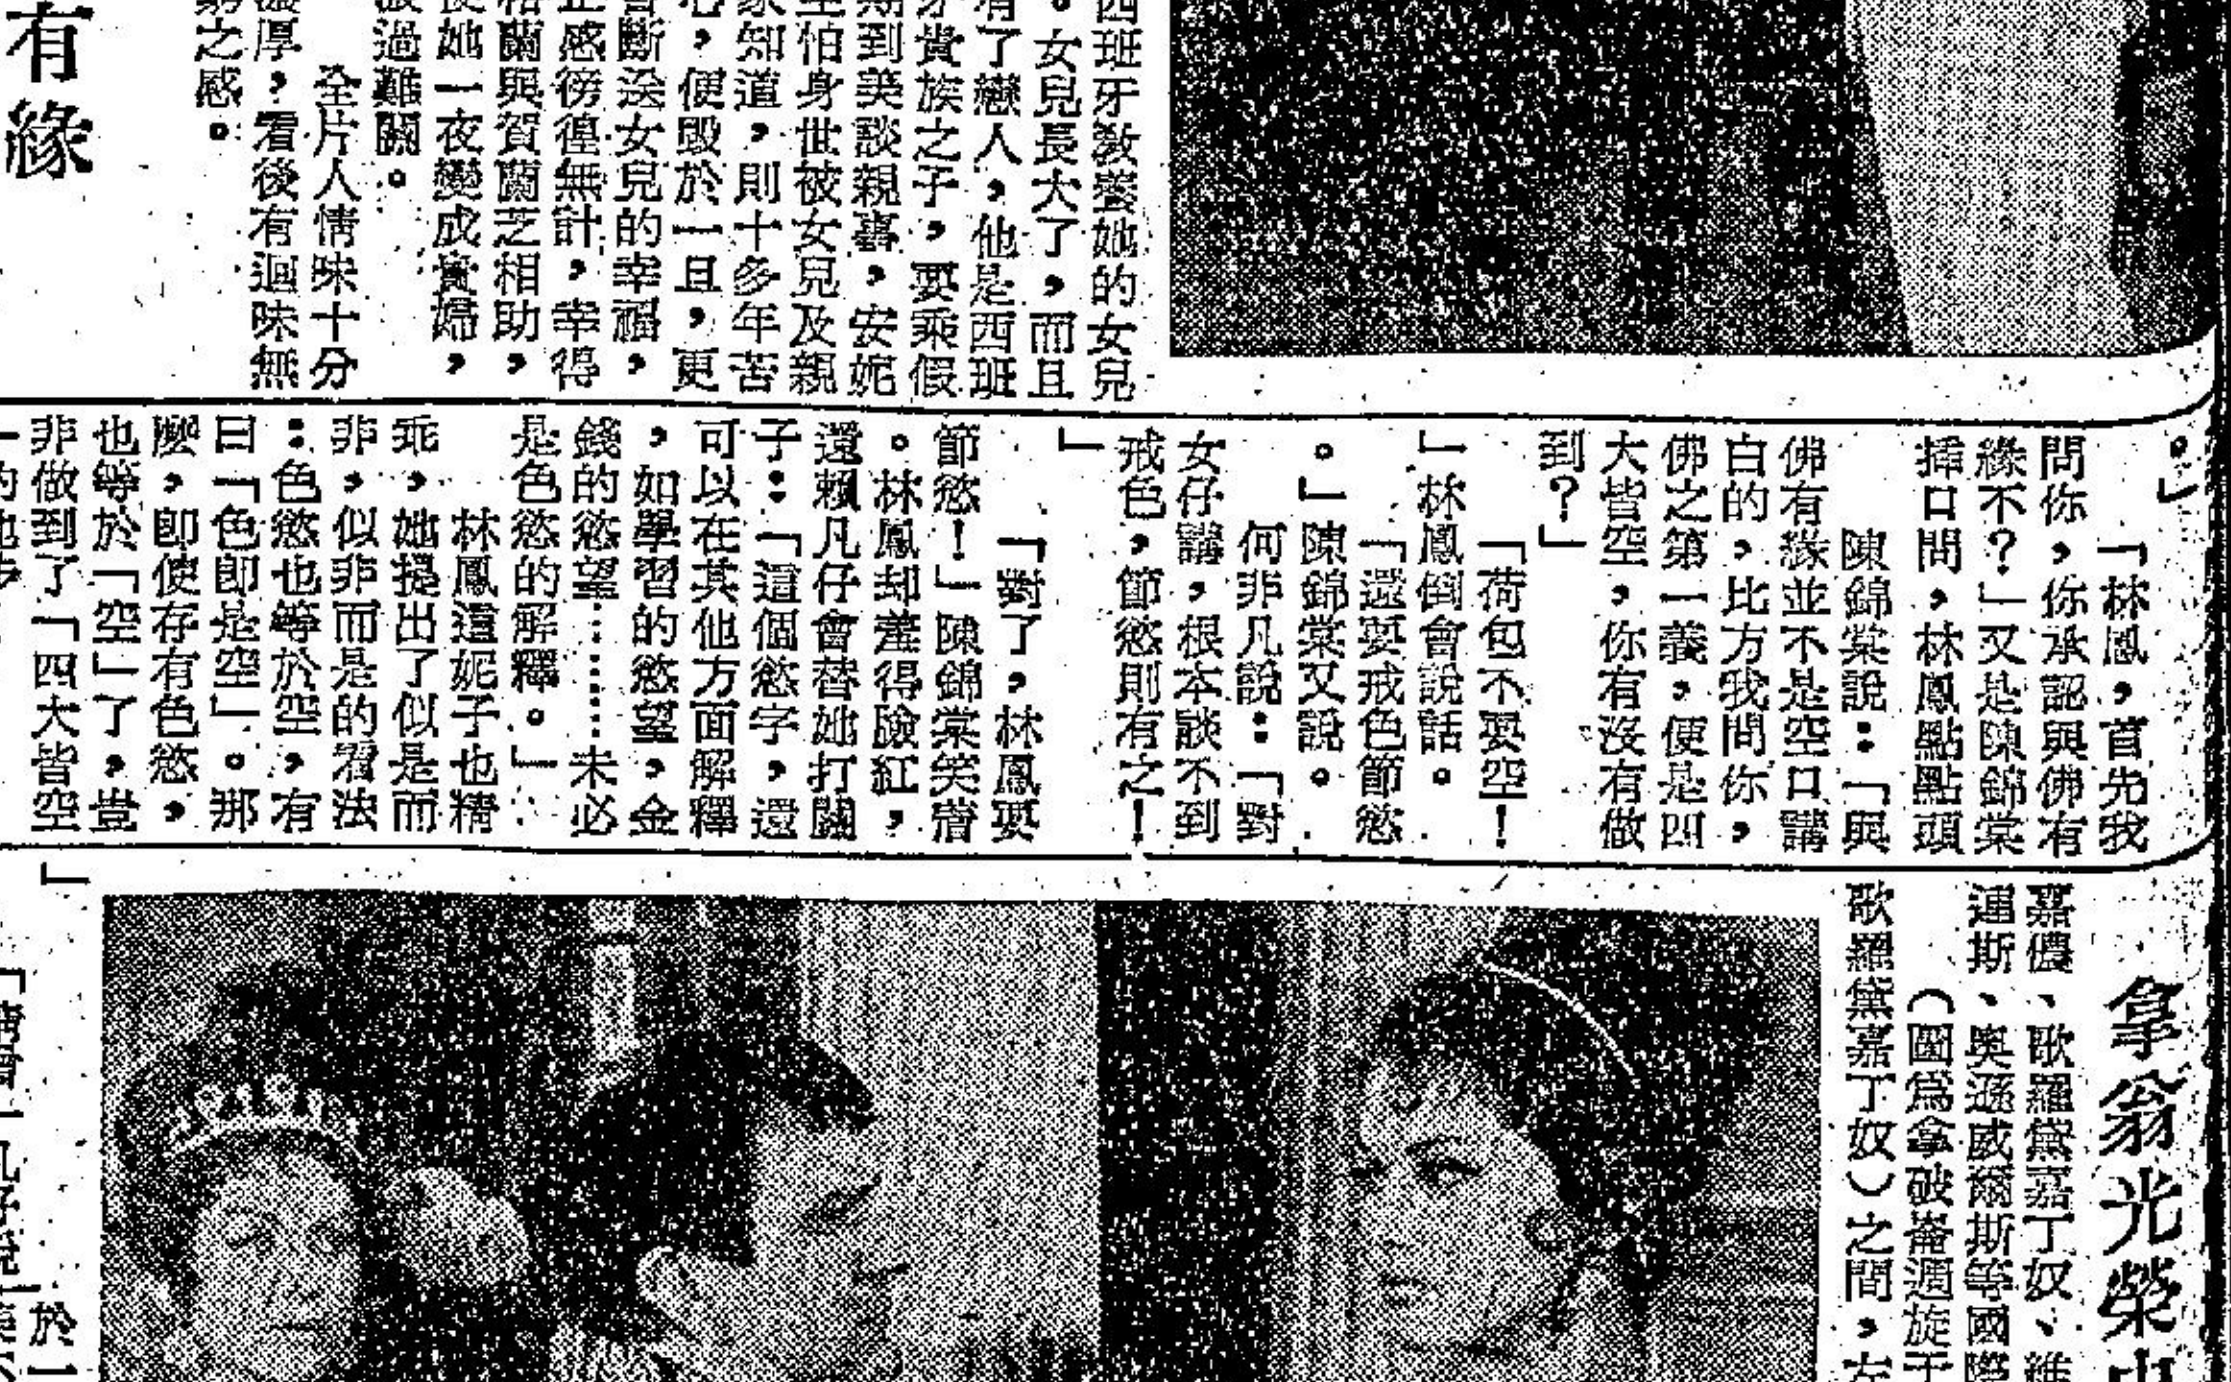 西班牙敎養她的女兒
。女兒長大了，而且
有了戀人，他是西班
牙貴族之子，要乘假
期到美談親事，安妮
怕身世被女兒及親
家知道，則十多年苦
心，便毀於一旦，更
會斷送女兒的幸福，
正感徬徨無計，幸得
格蘭與賀蘭芝相助，
使她一夜變成貴婦，
渡過難關。
全片人情味十分
濃厚，看後有迴味無
窮之感。
有緣
。」
「林鳳，首先我
問你，你承認與佛有
緣不？」又是陳錦棠
揷口問，林鳳點點頭
陳錦棠說：「與
佛有緣並不是空口講
白的，比方我問你，
佛之第一義，便是四
大皆空，你有沒有做
到？」
「荷包不要空！
」林鳳倒會說話。
「還要戒色節慾
。」陳錦棠又說。
何非凡說：「對
女仔講，根本談不到
戒色，節慾則有之！
」
「對了，林鳳要
節慾！」陳錦棠笑着
。林鳳却羞得臉紅，
還賴凡仔會替她打關
子：「這個慾字，還
可以在其他方面解釋
，如學習的慾望，金
錢的慾望……未必
是色慾的解釋。」
林鳳這妮子也精
乖，她提出了似是而
非，似非而是的看法
：色慾也等於空，有
曰「色即是空」。那
麼，即使存有色慾，
也等於「空」了，豈
非做到了「四大皆空
」的地步！
拿翁光榮史
嘉儂、歌羅黛嘉丁奴、維
運斯、奧遜威爾斯等國際
（圖爲拿破崙週旋于
歌羅黛嘉丁奴）之間，左
」
於一